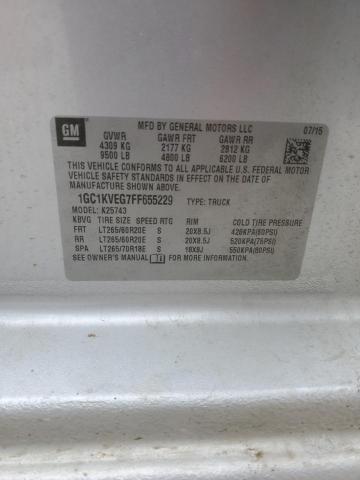 GM
MFD BY GENERAL MOTORS LLC 07/15
GVWR GAWR FRT GAWR RR
4309 KG 2177 KG 2812 KG
9500 LB 4800 LB 6200 LB
THIS VEHICLE CONFORMS TO ALL APPLICABLE U.S. FEDERAL MOTOR
VEHICLE SAFETY STANDARDS IN EFFECT ON THE DATE OF
MANUFACTURE SHOWN ABOVE.
1GC1KVEG7FF655229 TYPE: TRUCK
MODEL: K25743
KBVG TIRE SIZE SPEED RTG RIM COLD TIRE PRESSURE
FRT LT265/60R20E S 20X8.5J 420KPA(60PSI)
RR LT265/60R20E S 20X8.5J 520KPA(75PSI)
SPA LT265/70R18E S 18X8J 550KPA(80PSI)
SEE OWNER'S MANUAL FOR ADDITIONAL INFORMATION